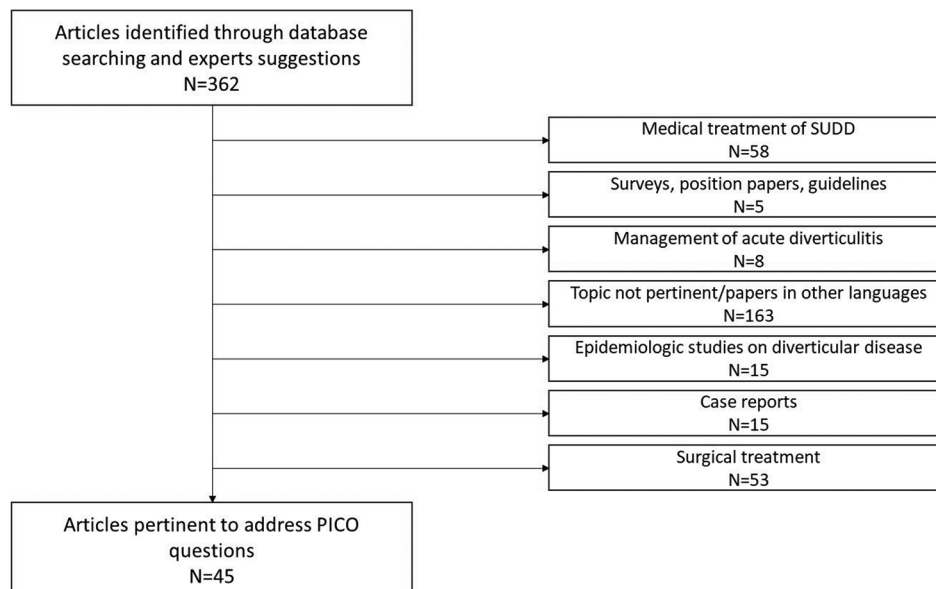 Articles identified through database
searching and experts suggestions
N=362
Medical treatment of SUDD
N=58
Surveys, position papers, guidelines
N=5
Management of acute diverticulitis
N=8
Topic not pertinent/papers in other languages
N=163
Epidemiologic studies on diverticular disease
N=15
Case reports
N=15
Surgical treatment
N=53
Articles pertinent to address PICO
questions
N=45